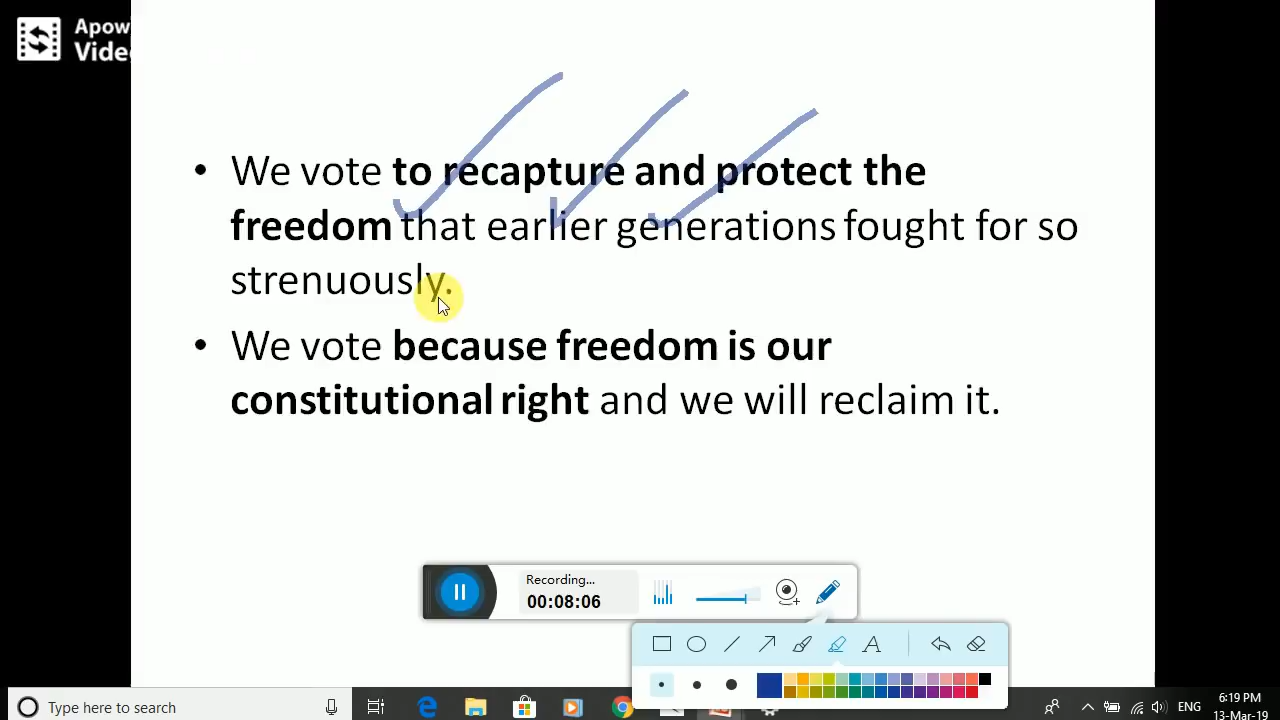 Apow
Video
• We vote to recapture and protect the
freedom that earlier generations fought for so
strenuously.
• We vote because freedom is our
constitutional right and we will reclaim it.
Recording...
00:08:06
A
Type here to search
ENG
6:19 PM
13-Mar-19